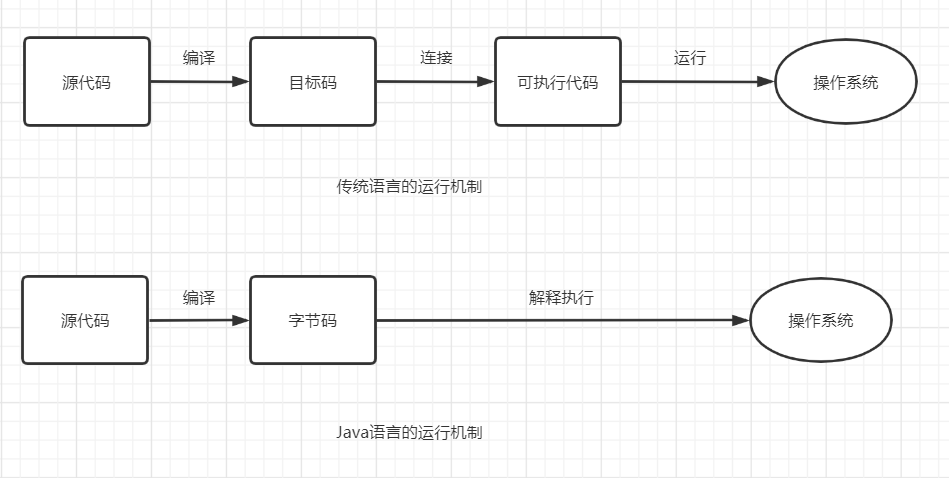 编译
连接
运行
源代码
目标码
可执行代码
操作系统
传统语言的运行机制
编译
解释执行
源代码
字节码
操作系统
Java语言的运行机制